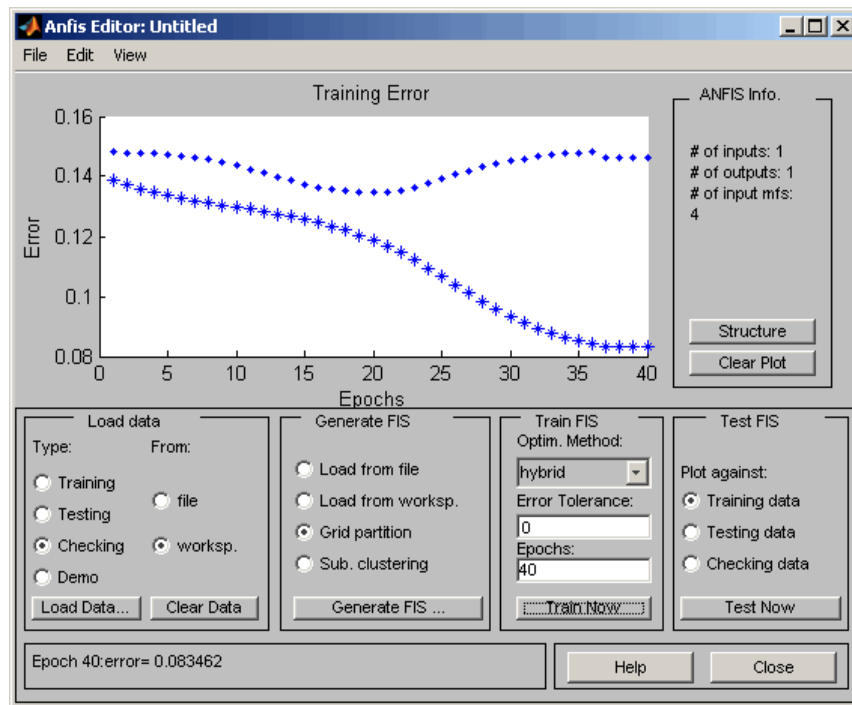 Anfis Editor: Untitled
File Edit View
Training Error
0.16
0.14
0.12
0.1
0.08
Error
0 5 10 15 20 25 30 35 40
Epochs
ANFIS Info.
# of inputs: 1
# of outputs: 1
# of input mfs:
4
Structure
Clear Plot
Load data
Type: From:
Training
Testing
Checking
Demo
file
worksp.
Load Data... Clear Data
Generate FIS
Load from file
Load from worksp.
Grid partition
Sub. clustering
Generate FIS ...
Train FIS
Optim. Method:
hybrid
Error Tolerance:
0
Epochs:
40
Train Now
Test FIS
Plot against:
Training data
Testing data
Checking data
Test Now
Epoch 40:error= 0.083462
Help Close